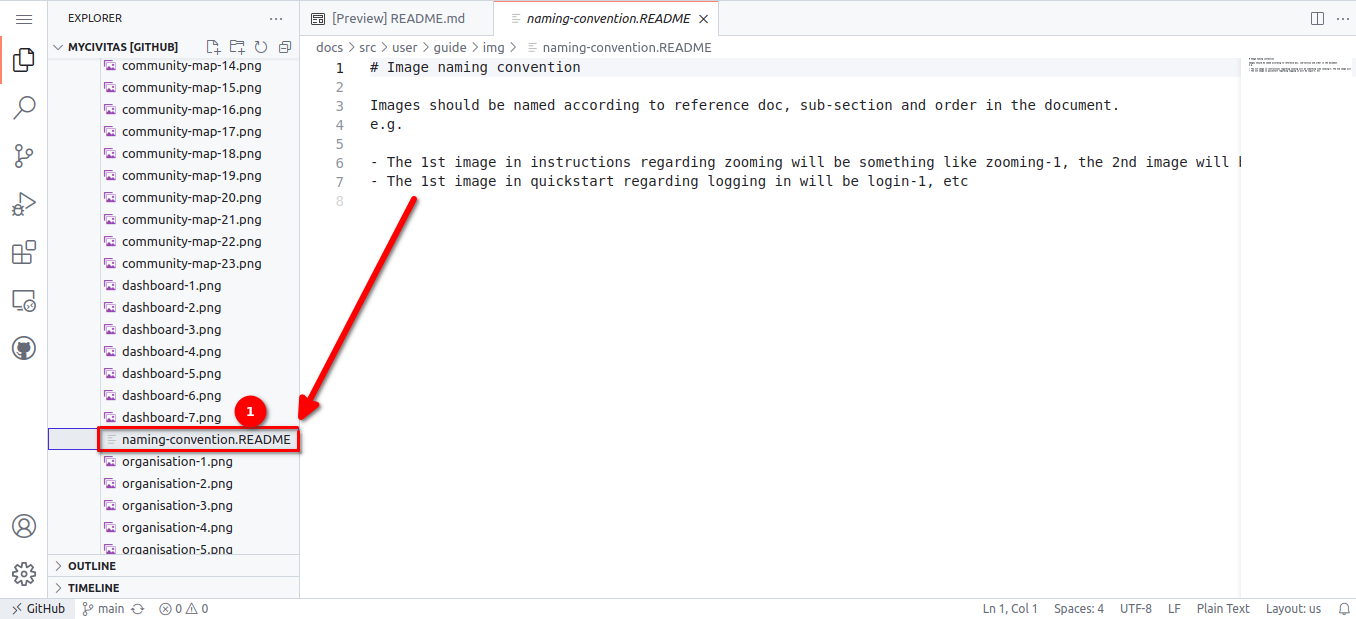 EXPLORER
MYCIVITAS [GITHUB]
community-map-14.png
community-map-15.png
community-map-16.png
community-map-17.png
community-map-18.png
community-map-19.png
community-map-20.png
community-map-21.png
community-map-22.png
community-map-23.png
dashboard-1.png
dashboard-2.png
dashboard-3.png
dashboard-4.png
dashboard-5.png
dashboard-6.png
dashboard-7.png
1
naming-convention.README
organisation-1.png
organisation-2.png
organisation-3.png
organisation-4.png
organisation-5.png
OUTLINE
TIMELINE
[Preview] README.md
naming-convention.README
docs > src > user > guide > img > naming-convention.README
1 # Image naming convention
2
3 Images should be named according to reference doc, sub-section and order in the document.
4 e.g.
5
6 - The 1st image in instructions regarding zooming will be something like zooming-1, the 2nd image will
7 - The 1st image in quickstart regarding logging in will be login-1, etc
8
GitHub main 0 0 Ln 1, Col 1 Spaces: 4 UTF-8 LF Plain Text Layout: us